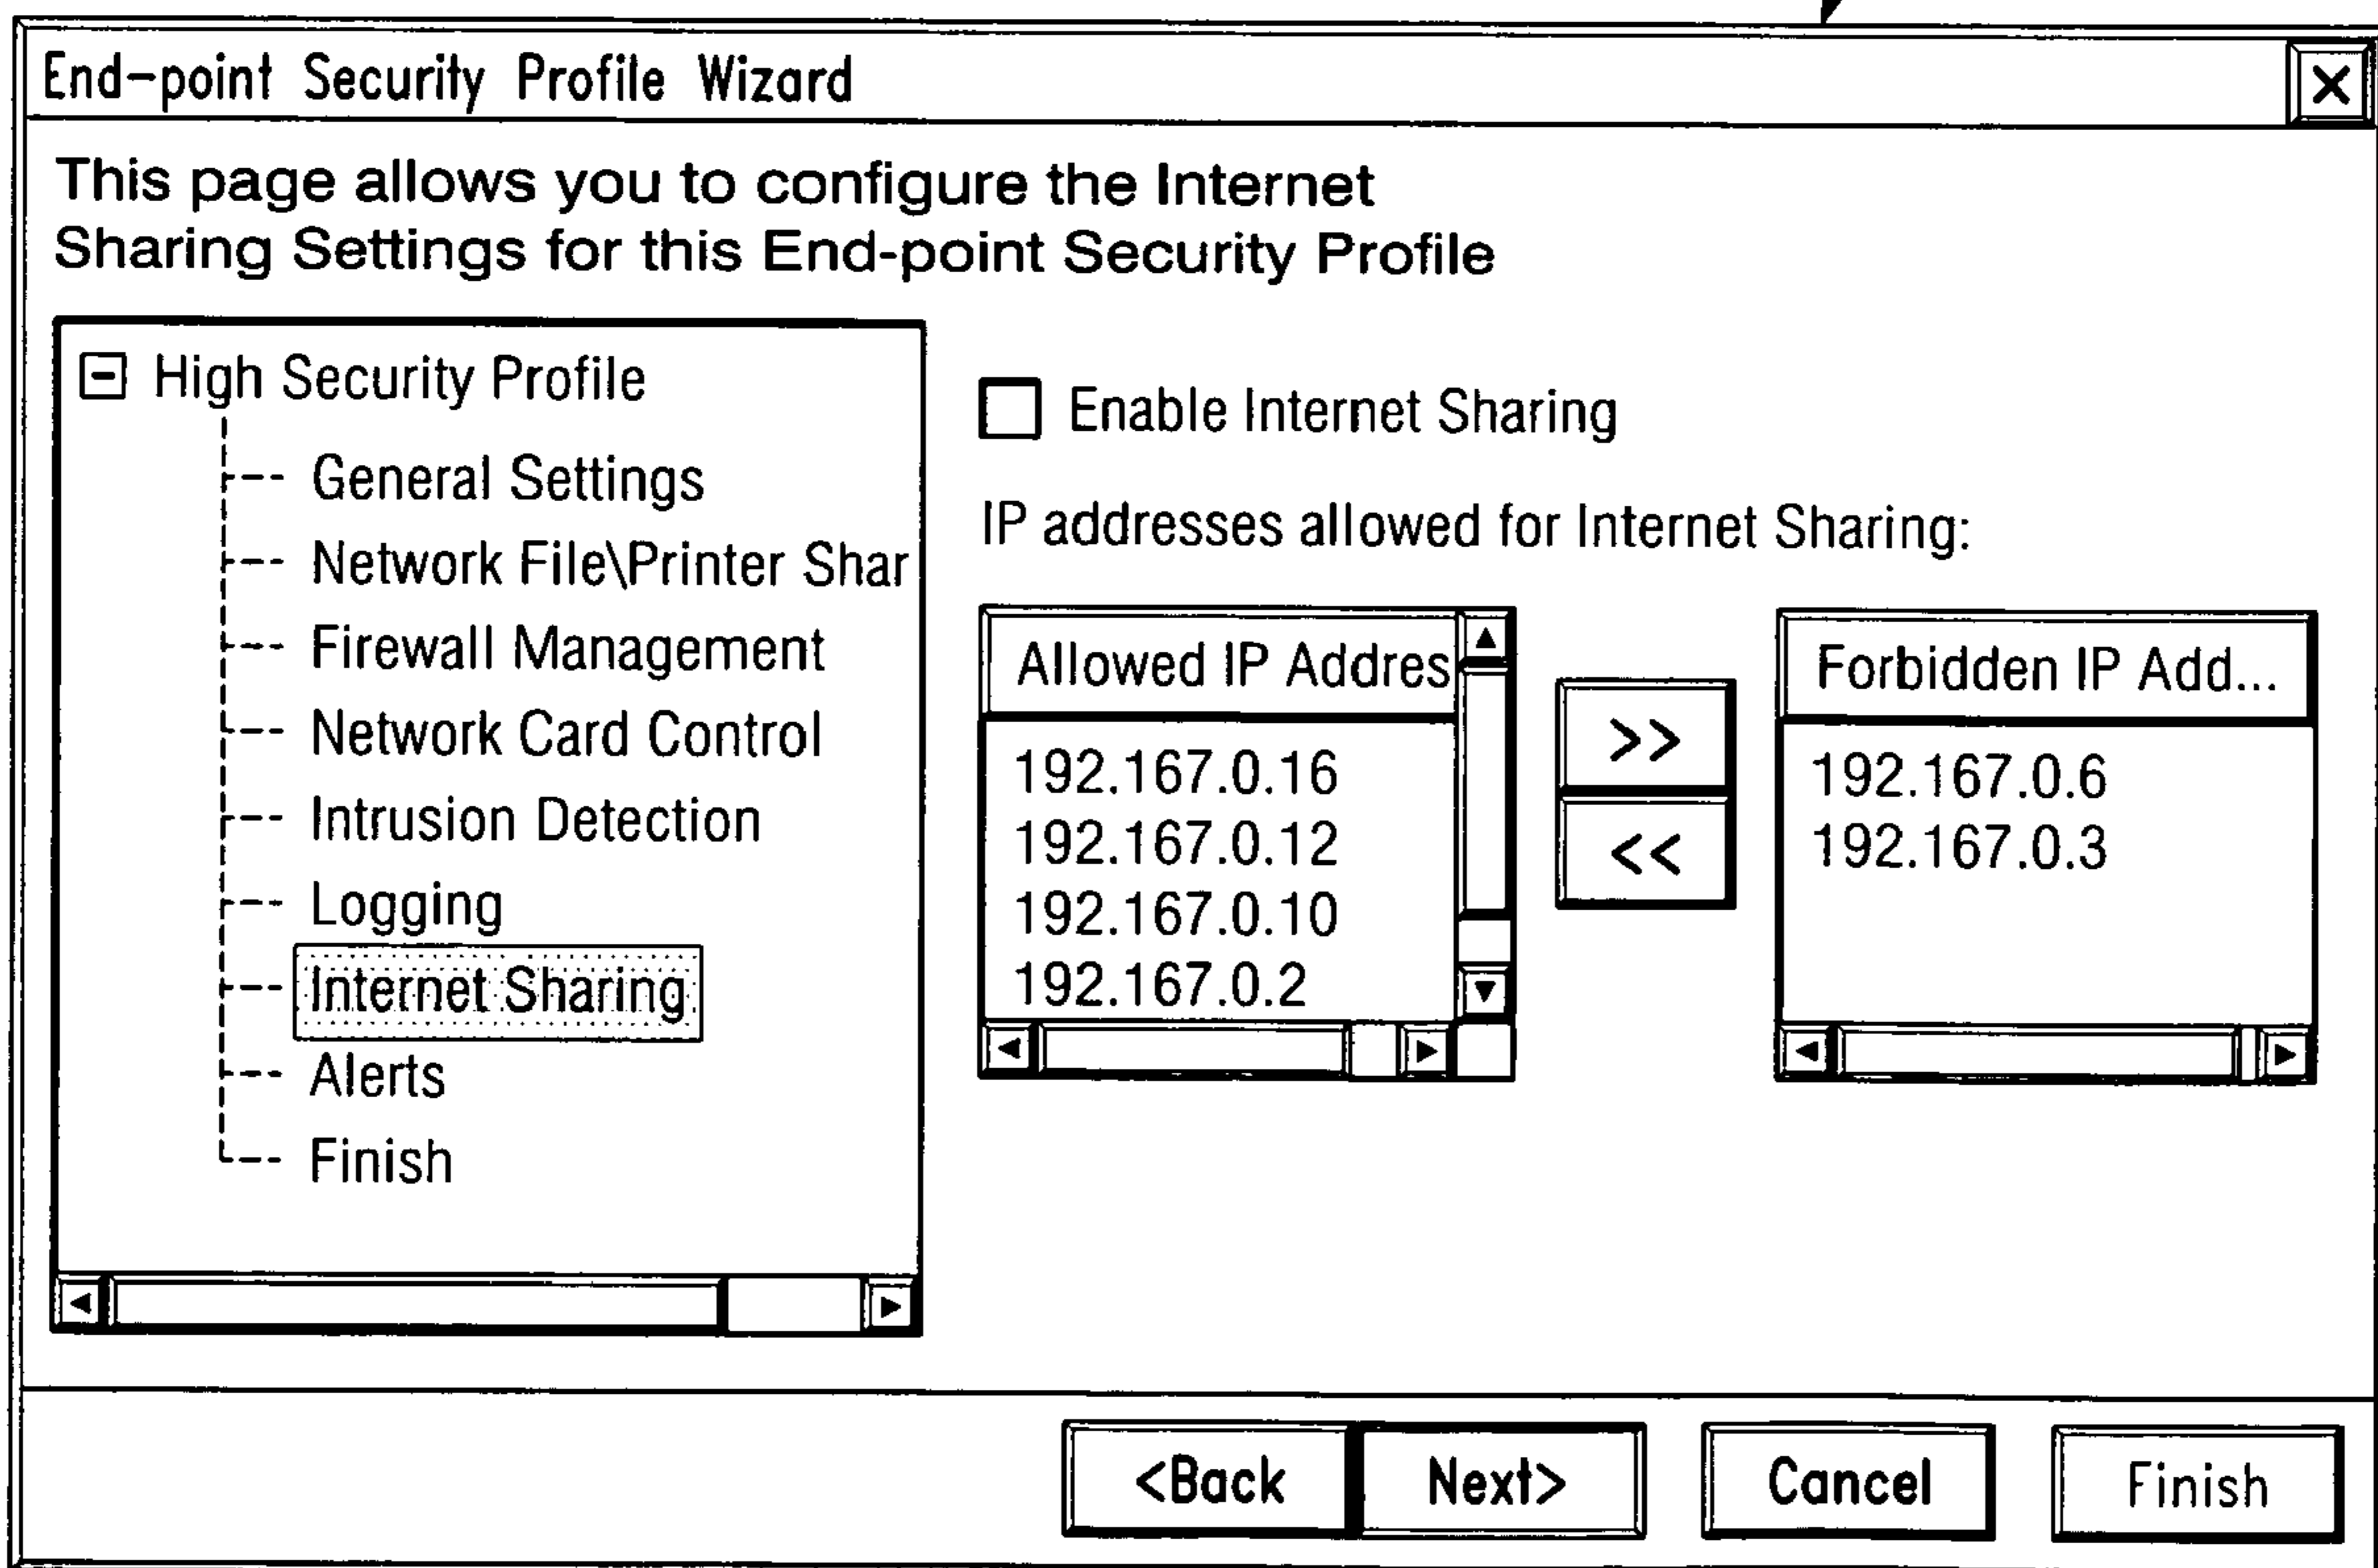 End-point Security Profile Wizard
This page allows you to configure the Internet
Sharing Settings for this End-point Security Profile
High Security Profile
General Settings
Network File\Printer Shar
Firewall Management
Network Card Control
Intrusion Detection
Logging
Internet Sharing
Alerts
Finish
Enable Internet Sharing
IP addresses allowed for Internet Sharing:
Allowed IP Addres
192.167.0.16
192.167.0.12
192.167.0.10
192.167.0.2
>>
<<
Forbidden IP Add...
192.167.0.6
192.167.0.3
<Back
Next>
Cancel
Finish